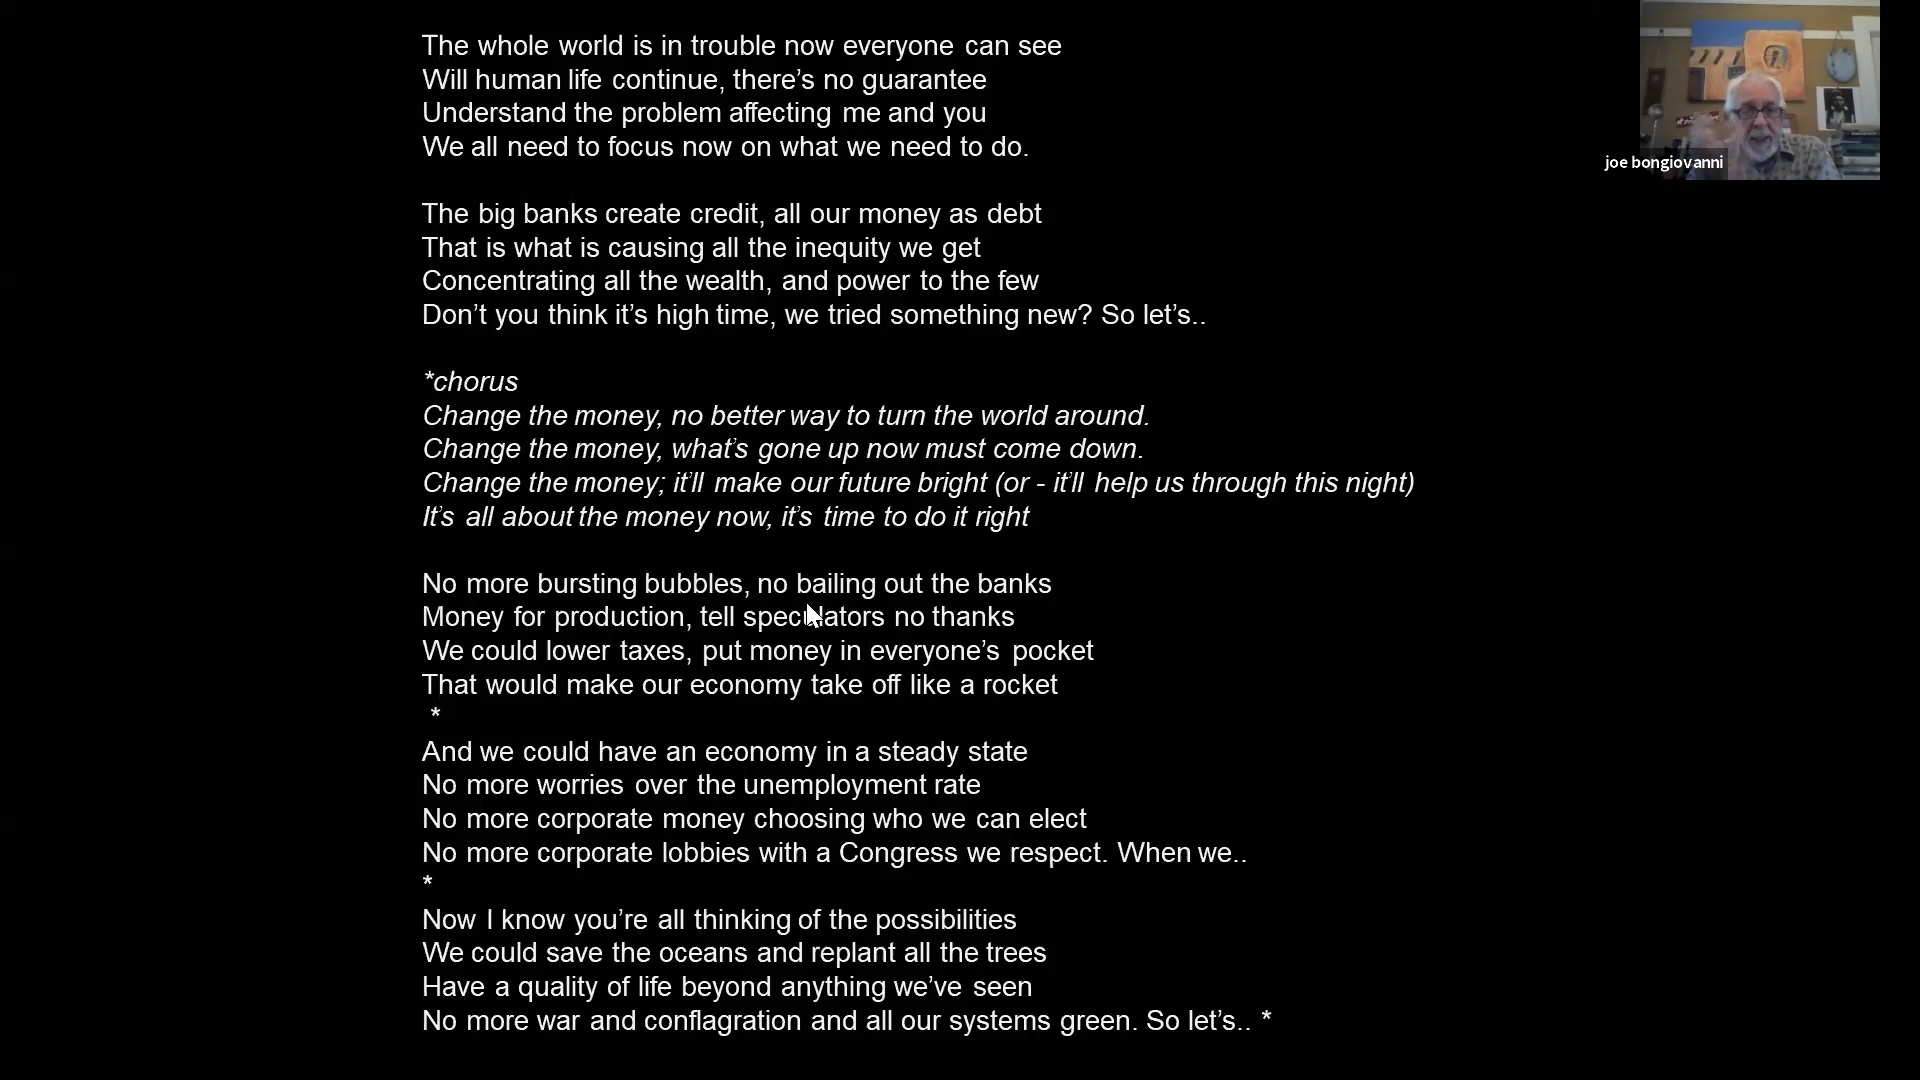 The whole world is in trouble now everyone can see
Will human life continue, there's no guarantee
Understand the problem affecting me and you
We all need to focus now on what we need to do.
The big banks create credit, all our money as debt
That is what is causing all the inequity we get
Concentrating all the wealth, and power to the few
Don't you think it's high time, we tried something new? So let's..
*chorus
Change the money, no better way to turn the world around.
Change the money, what's gone up now must come down.
Change the money; it'll make our future bright (or - it'll help us through this night)
It's all about the money now, it's time to do it right
No more bursting bubbles, no bailing out the banks
Money for production, tell speculators no thanks
We could lower taxes, put money in everyone's pocket
That would make our economy take off like a rocket
*
And we could have an economy in a steady state
No more worries over the unemployment rate
No more corporate money choosing who we can elect
No more corporate lobbies with a Congress we respect. When we..
*
Now I know you're all thinking of the possibilities
We could save the oceans and replant all the trees
Have a quality of life beyond anything we've seen
No more war and conflagration and all our systems green. So let's.. *
joe bongiovanni